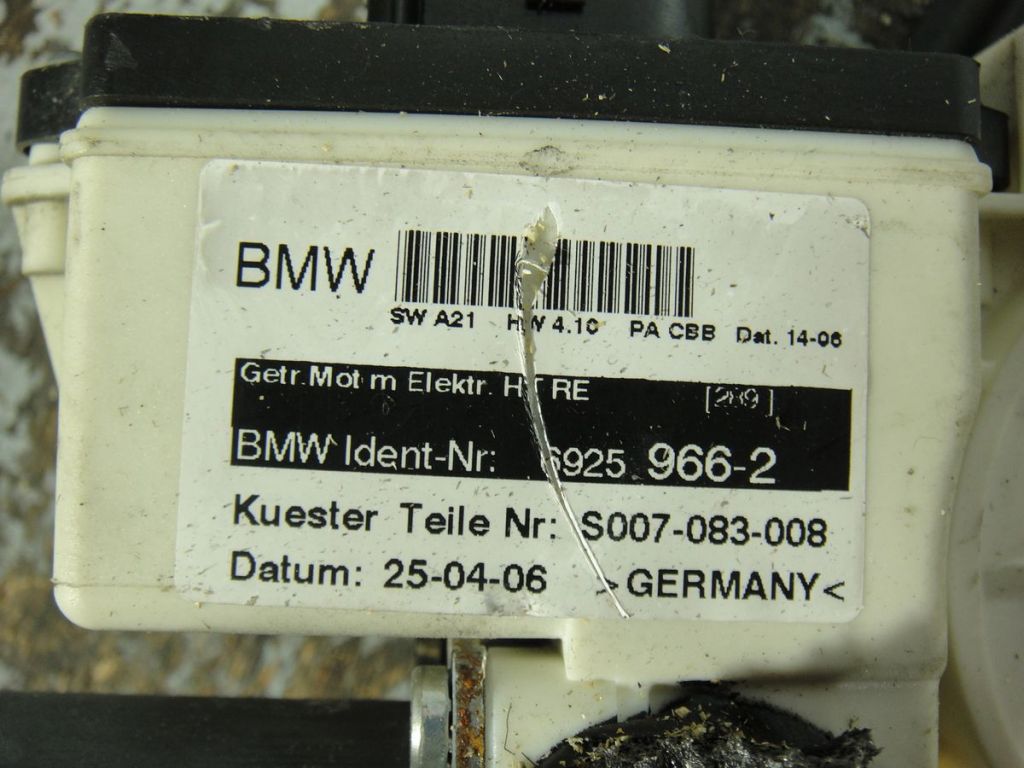 BMW
SW A21 HW 4.10 PA CBB Dat. 14-06
Getr.Mot m Elektr. HT RE
BMW Ident-Nr: 6925 966-2
Kuester Teile Nr: S007-083-008
Datum: 25-04-06 >GERMANY<